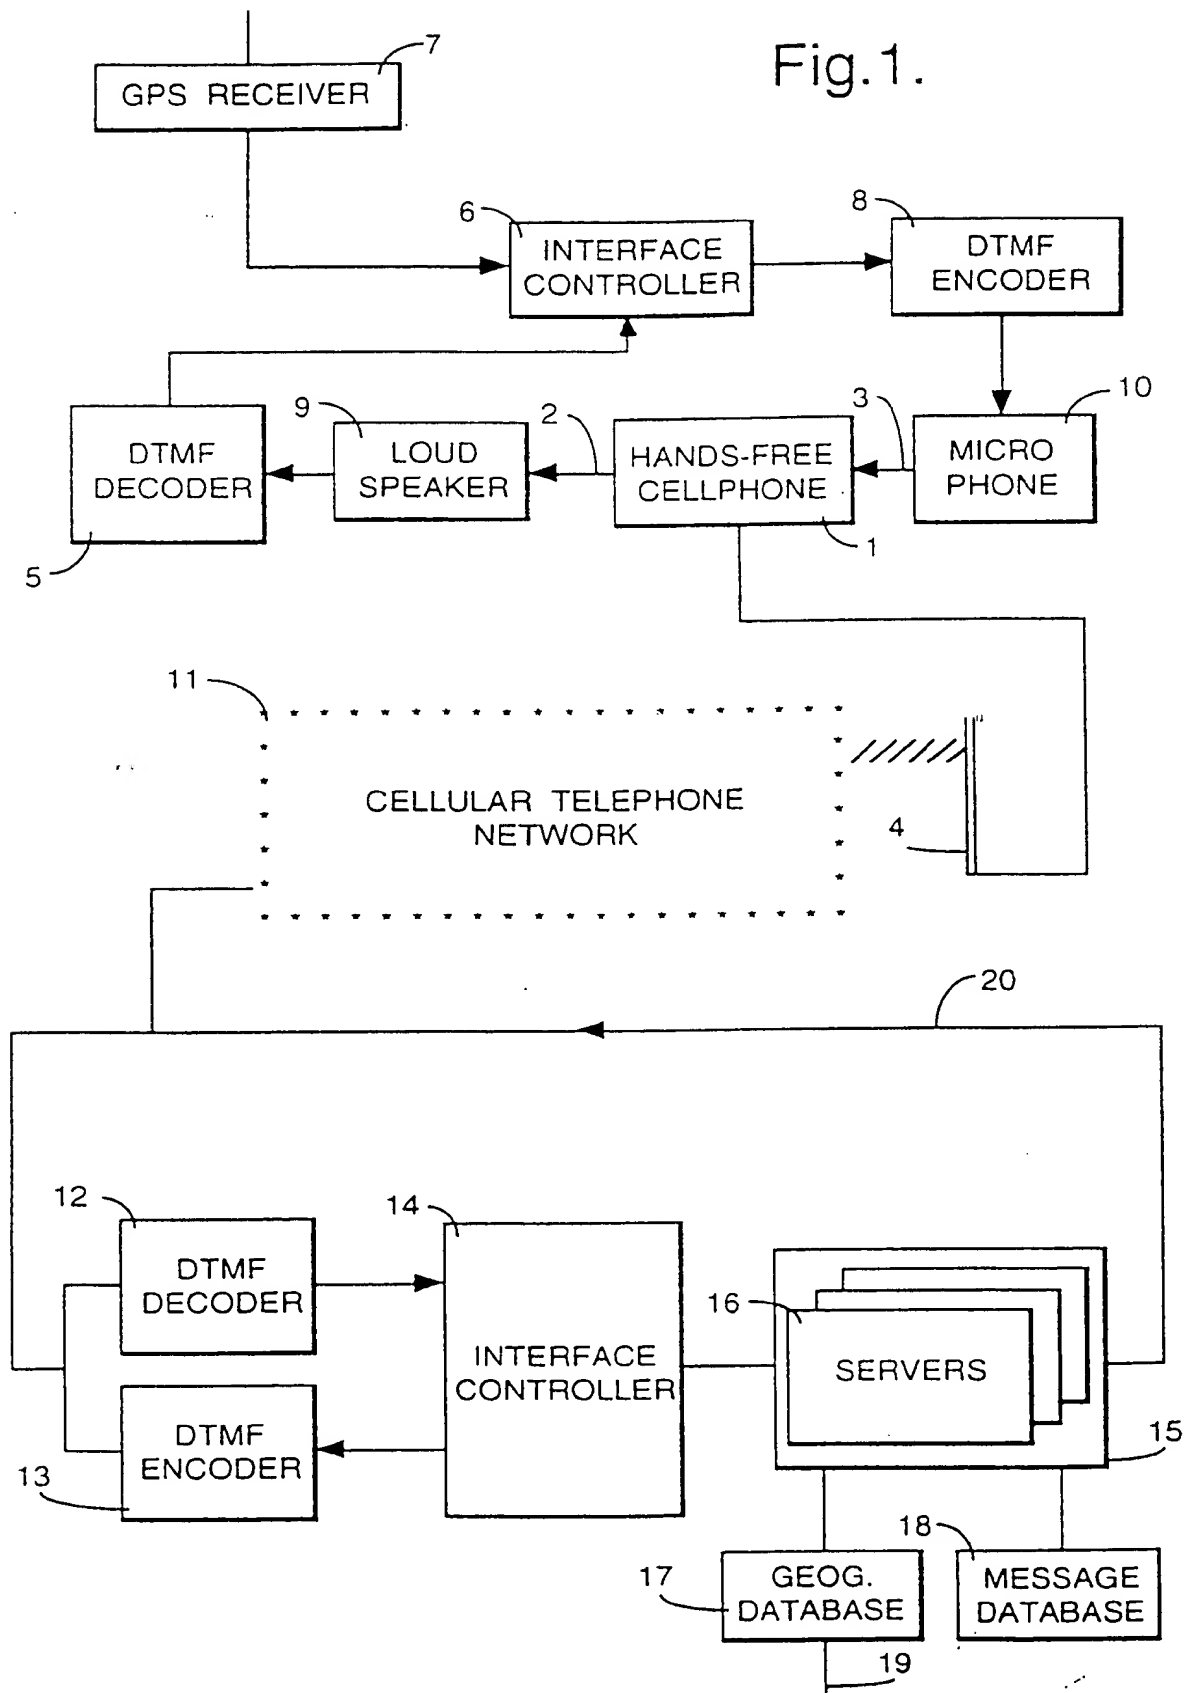 Fig.1.
7
GPS RECEIVER
6
INTERFACE
CONTROLLER
8
DTMF
ENCODER
5
DTMF
DECODER
9
LOUD
SPEAKER
2
HANDS-FREE
CELLPHONE
1
3
10
MICRO
PHONE
11
CELLULAR TELEPHONE
NETWORK
4
20
12
DTMF
DECODER
14
INTERFACE
CONTROLLER
16
SERVERS
15
13
DTMF
ENCODER
17
GEOG.
DATABASE
18
MESSAGE
DATABASE
19